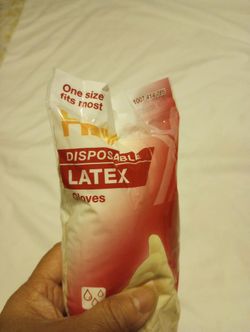 One size
fits most
DISPOSABLE
LATEX
Gloves